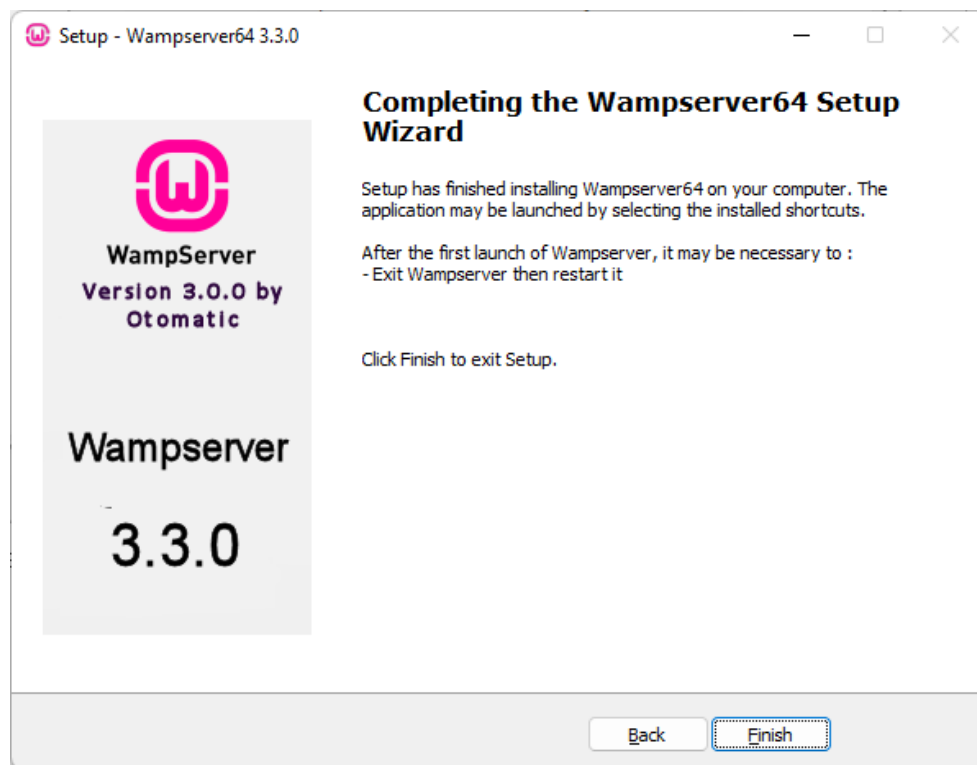 Setup - Wampserver64 3.3.0
Completing the Wampserver64 Setup
Wizard
Setup has finished installing Wampserver64 on your computer. The
application may be launched by selecting the installed shortcuts.
After the first launch of Wampserver, it may be necessary to :
- Exit Wampserver then restart it
Click Finish to exit Setup.
WampServer
Version 3.0.0 by
Otomatic
Wampserver
3.3.0
Back
Finish